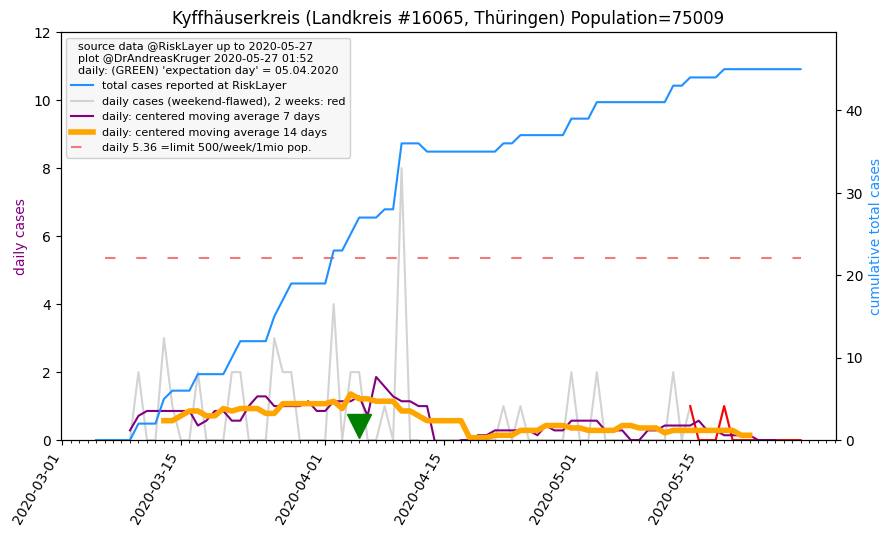 Kyffhäuserkreis (Landkreis #16065, Thüringen) Population=75009
source data @RiskLayer up to 2020-05-27
plot @DrAndreasKruger 2020-05-27 01:52
daily: (GREEN) 'expectation day' = 05.04.2020
total cases reported at RiskLayer
daily cases (weekend-flawed), 2 weeks: red
daily: centered moving average 7 days
daily: centered moving average 14 days
daily 5.36 =limit 500/week/1mio pop.
daily cases
12
10
8
6
4
2
0
cumulative total cases
40
30
20
10
0
2020-03-01
2020-03-15
2020-04-01
2020-04-15
2020-05-01
2020-05-15